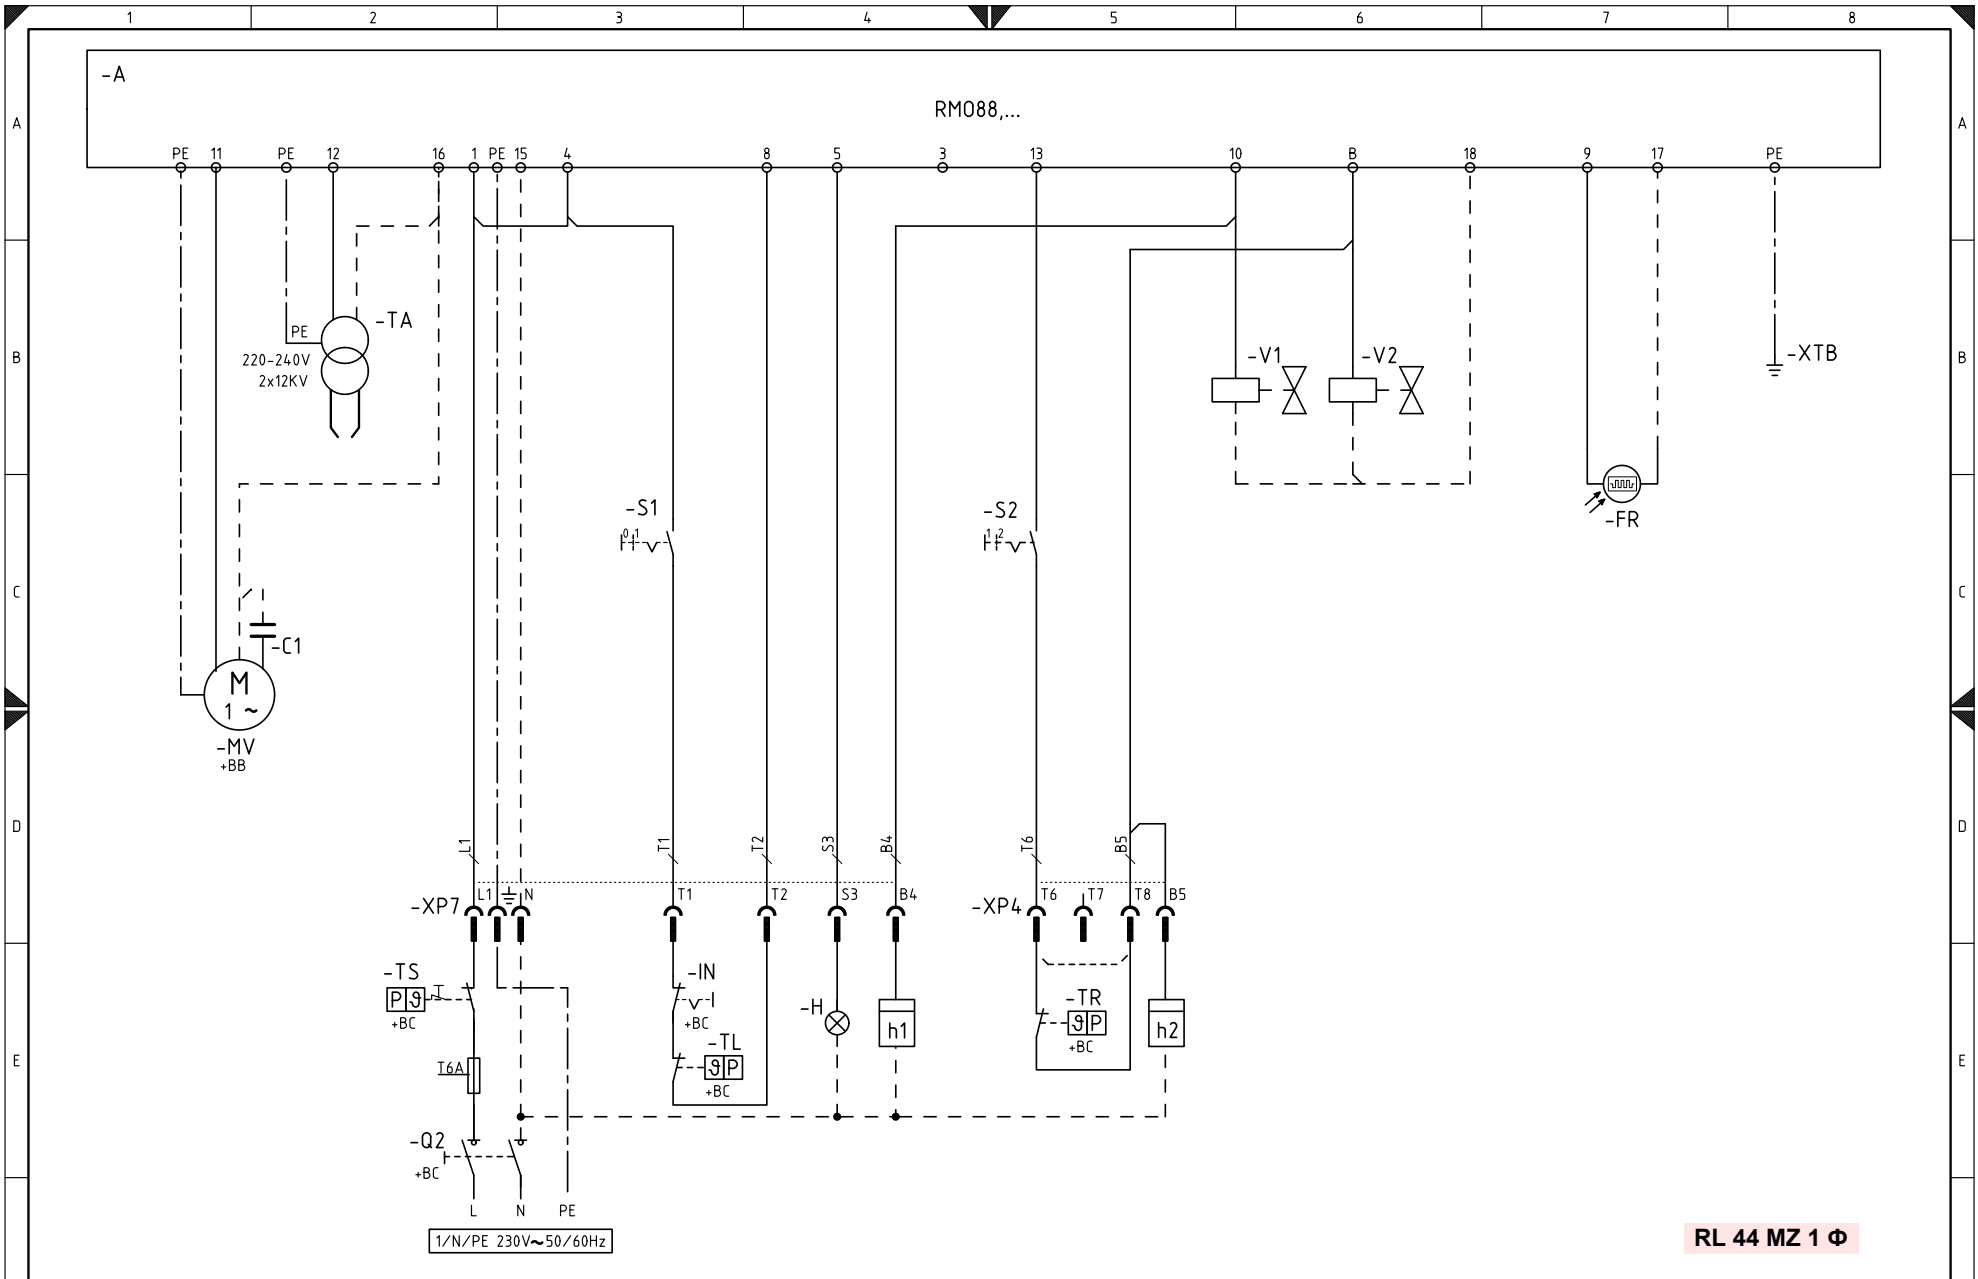 1 2 3 4 5 6 7 8
-A
RMO88,...
A A
PE 11 PE 12 16 1 PE 15 4 8 5 3 13 10 B 18 9 17 PE
-TA
PE
220-240V
2x12KV
B B
-V1 -V2 -XTB
-S1 -S2
0 1 1 2
-FR
C C
-C1
M
1 ~
-MV
+BB
D D
L1 T1 T2 S3 B4 T6 B5
L1 N T1 T2 S3 B4 T6 T7 T8 B5
-XP7 -XP4
-TS -IN
P ϑ
+BC +BC
-H h1
-TR
ϑ P
+BC
h2
-TL
ϑ P
+BC
T6A
E E
-Q2
+BC
L N PE
1/N/PE 230V~50/60Hz
RL 44 MZ 1 Φ